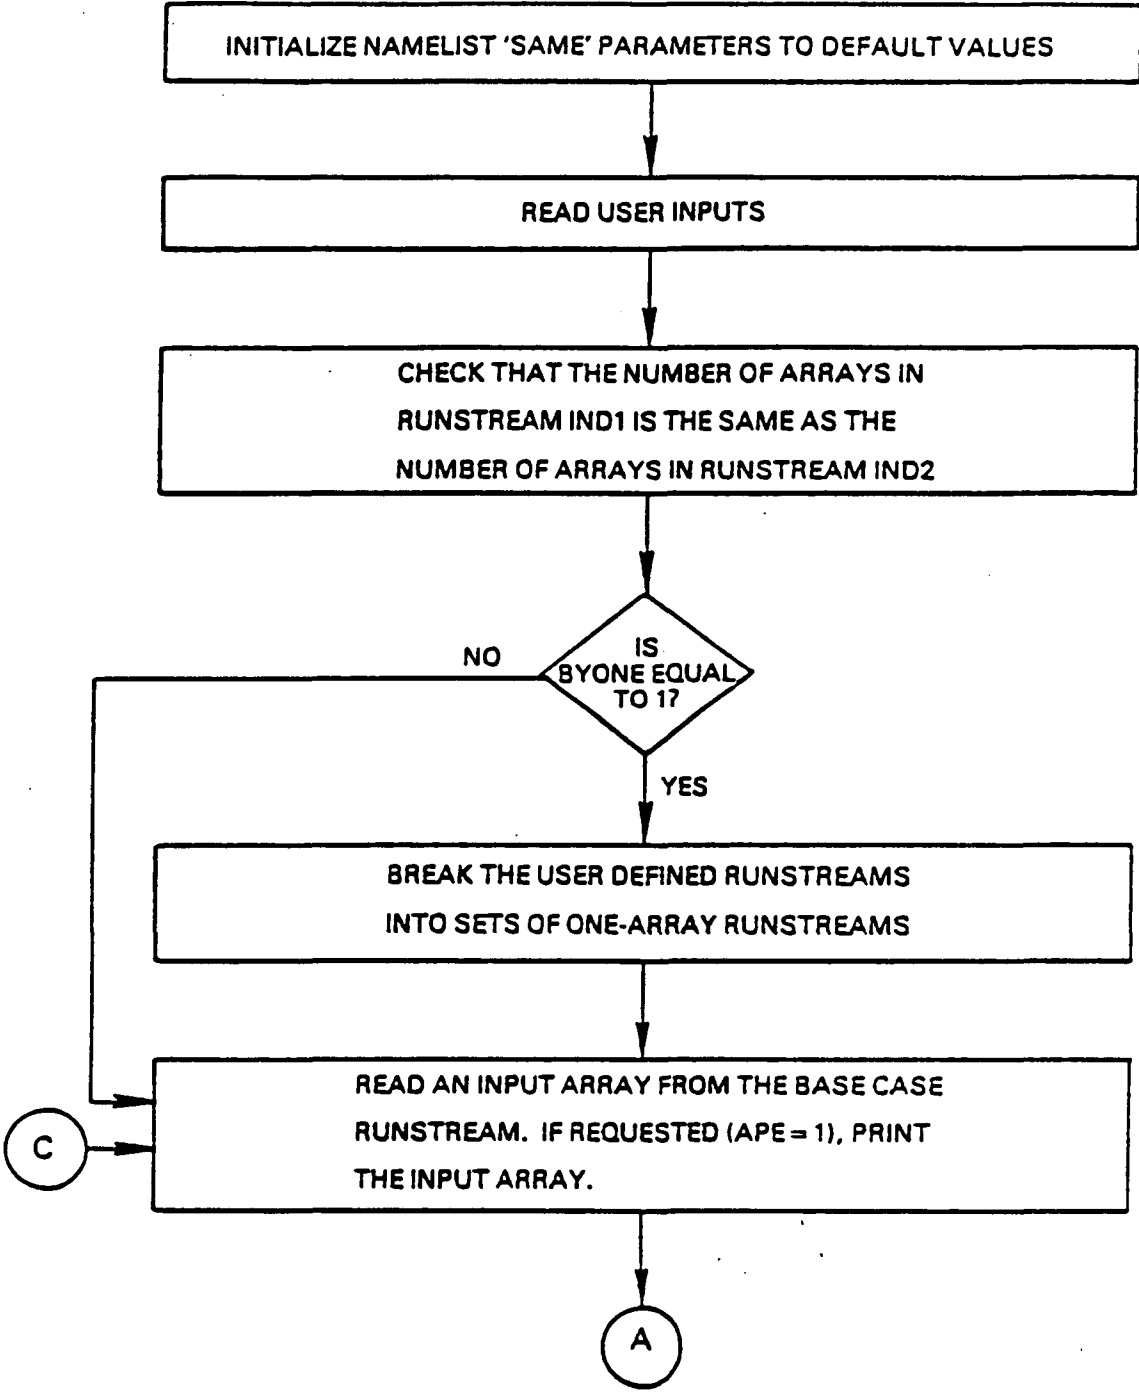 INITIALIZE NAMELIST 'SAME' PARAMETERS TO DEFAULT VALUES
READ USER INPUTS
CHECK THAT THE NUMBER OF ARRAYS IN
RUNSTREAM IND1 IS THE SAME AS THE
NUMBER OF ARRAYS IN RUNSTREAM IND2
NO
IS
BYONE EQUAL
TO 1?
YES
BREAK THE USER DEFINED RUNSTREAMS
INTO SETS OF ONE-ARRAY RUNSTREAMS
READ AN INPUT ARRAY FROM THE BASE CASE
RUNSTREAM. IF REQUESTED (APE = 1), PRINT
THE INPUT ARRAY.
C
A